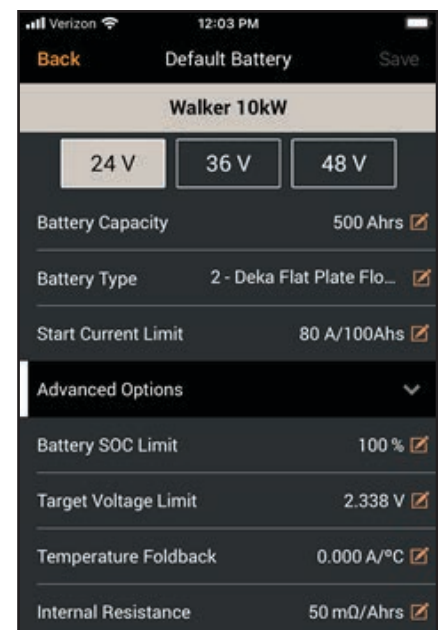 Verizon 12:03 PM
Back Default Battery Save
Walker 10kW
24 V 36 V 48 V
Battery Capacity 500 Ahrs
Battery Type 2 - Deka Flat Plate Flo...
Start Current Limit 80 A/100Ahs
Advanced Options
Battery SOC Limit 100 %
Target Voltage Limit 2.338 V
Temperature Foldback 0.000 A/°C
Internal Resistance 50 mΩ/Ahrs